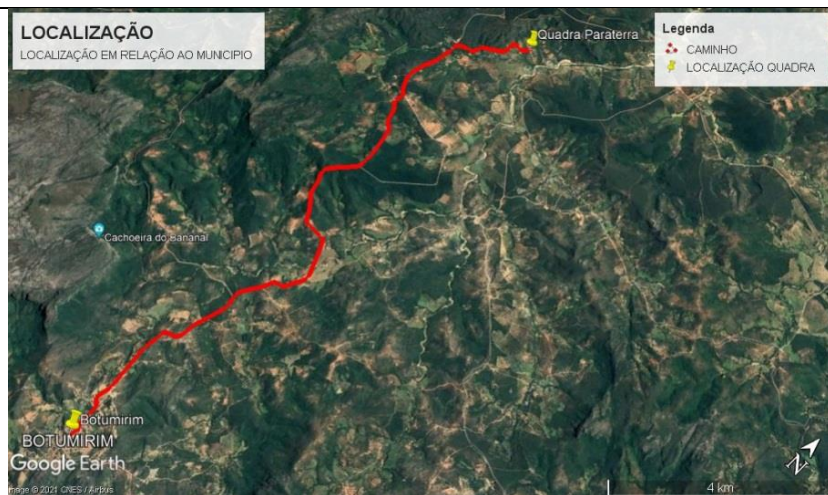 LOCALIZAÇÃO
LOCALIZAÇÃO EM RELAÇÃO AO MUNICIPIO
Quadra Paraterra
Legenda
CAMINHO
LOCALIZAÇÃO QUADRA
Cachoeira do Bananal
Botumirim
BOTUMIRIM
Google Earth
Image © 2021 CNES / Airbus
N
4 km